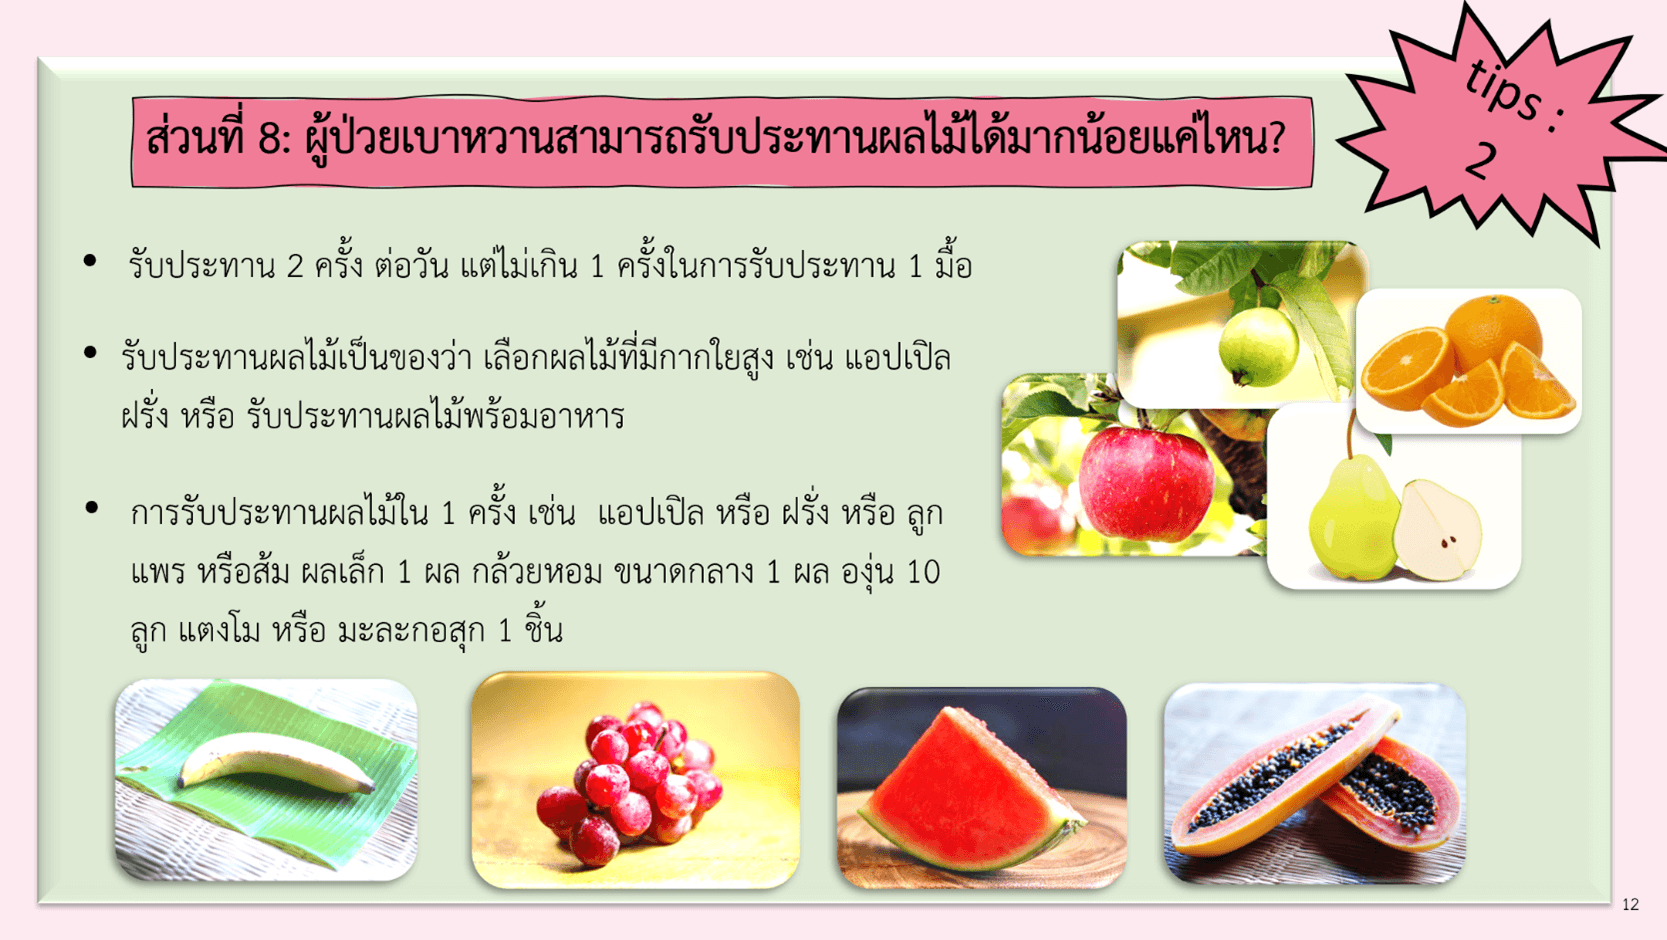 tips :
2
ส่วนที่ 8: ผู้ป่วยเบาหวานสามารถรับประทานผลไม้ได้มากน้อยแค่ไหน?
• รับประทาน 2 ครั้ง ต่อวัน แต่ไม่เกิน 1 ครั้งในการรับประทาน 1 มื้อ
• รับประทานผลไม้เป็นของว่า เลือกผลไม้ที่มีกากใยสูง เช่น แอปเปิล
ฝรั่ง หรือ รับประทานผลไม้พร้อมอาหาร
• การรับประทานผลไม้ใน 1 ครั้ง เช่น แอปเปิล หรือ ฝรั่ง หรือ ลูก
แพร หรือส้ม ผลเล็ก 1 ผล กล้วยหอม ขนาดกลาง 1 ผล องุ่น 10
ลูก แตงโม หรือ มะละกอสุก 1 ชิ้น
12